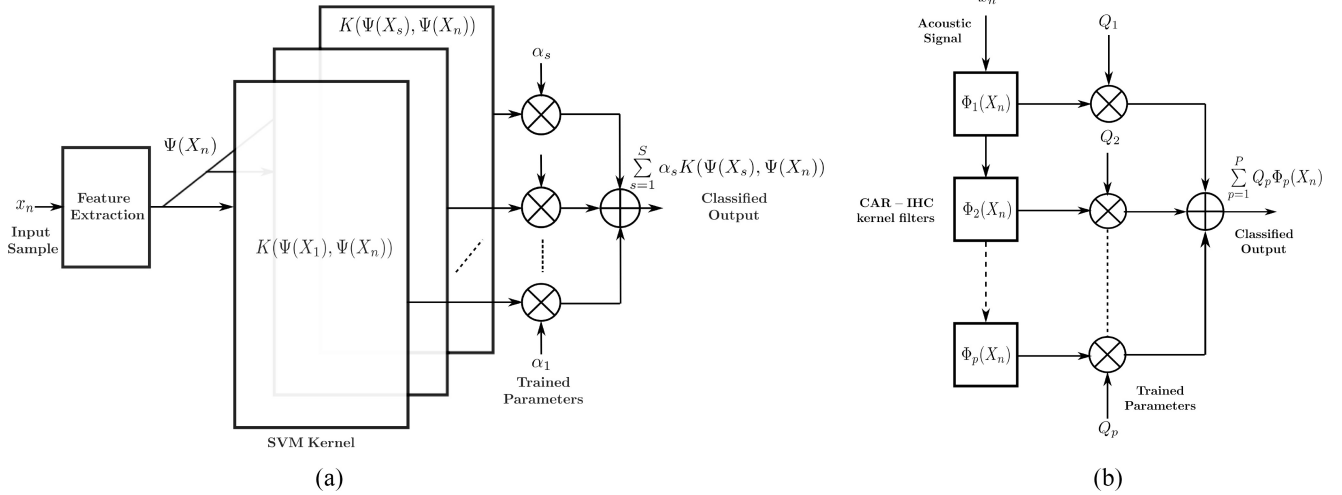 K(Ψ(X_s), Ψ(X_n))
α_s
Ψ(X_n)
Feature
Extraction
x_n
Input
Sample
K(Ψ(X_1), Ψ(X_n))
S
∑ α_s K(Ψ(X_s), Ψ(X_n))
s=1
Classified
Output
α_1
Trained
Parameters
SVM Kernel
(a)
Acoustic
Signal
Q_1
Φ_1(X_n)
Q_2
CAR – IHC
kernel filters
Φ_2(X_n)
P
∑ Q_pΦ_p(X_n)
p=1
Classified
Output
Φ_p(X_n)
Trained
Parameters
Q_p
(b)